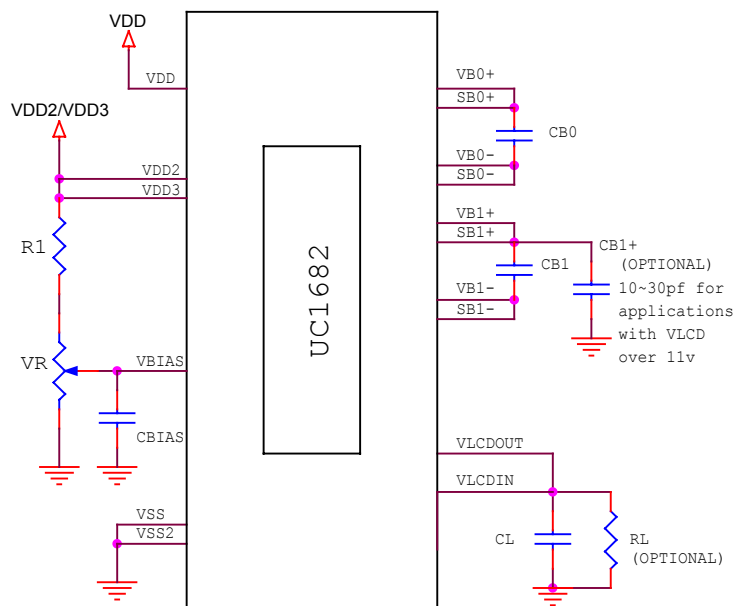 VDD
VDD
VDD2/VDD3
VDD2
VDD3
R1
VR
VBIAS
CBIAS
VSS
VSS2
UC1682
VB0+
SB0+
CB0
VB0-
SB0-
VB1+
SB1+
CB1
VB1-
SB1-
CB1+
(OPTIONAL)
10~30pf for
applications
with VLCD
over 11v
VLCDOUT
VLCDIN
CL
RL
(OPTIONAL)